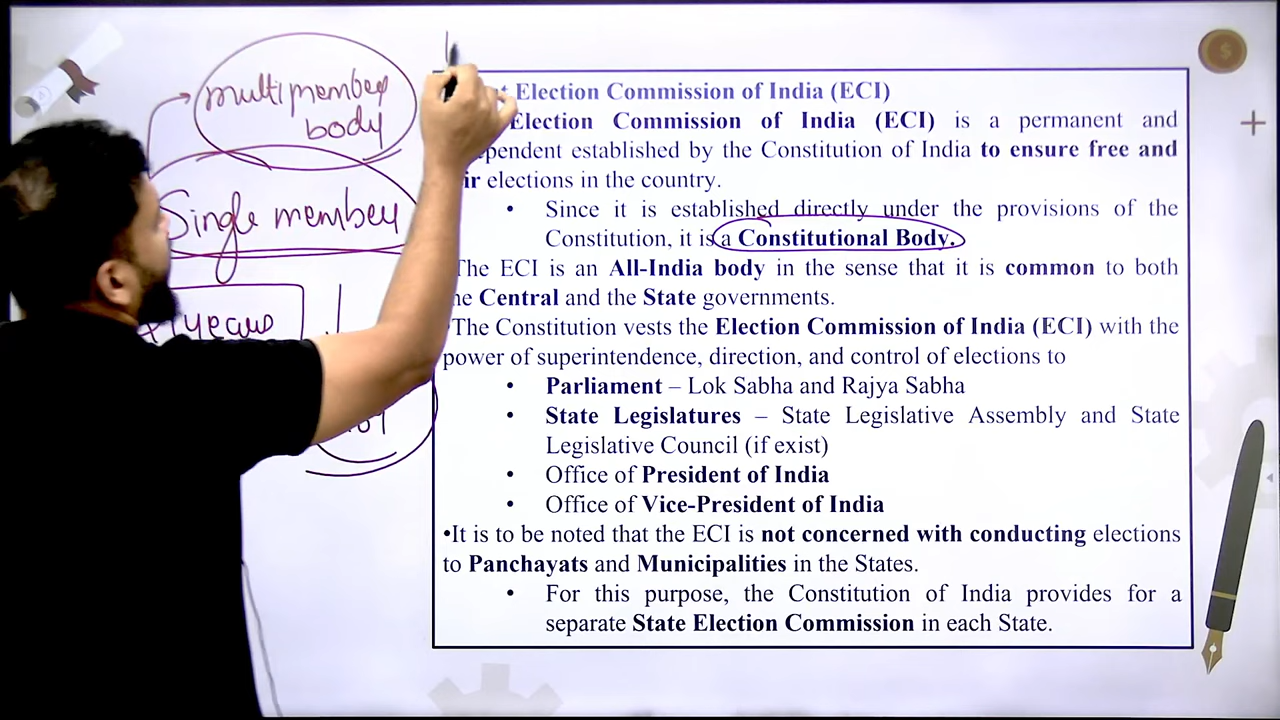 multi member
body
Single member
years
Election Commission of India (ECI)
Election Commission of India (ECI) is a permanent and
established by the Constitution of India to ensure free and
elections in the country.
• Since it is established directly under the provisions of the
Constitution, it is a Constitutional Body.
The ECI is an All-India body in the sense that it is common to both
Central and the State governments.
•The Constitution vests the Election Commission of India (ECI) with the
power of superintendence, direction, and control of elections to
• Parliament – Lok Sabha and Rajya Sabha
• State Legislatures – State Legislative Assembly and State
Legislative Council (if exist)
• Office of President of India
• Office of Vice-President of India
•It is to be noted that the ECI is not concerned with conducting elections
to Panchayats and Municipalities in the States.
• For this purpose, the Constitution of India provides for a
separate State Election Commission in each State.